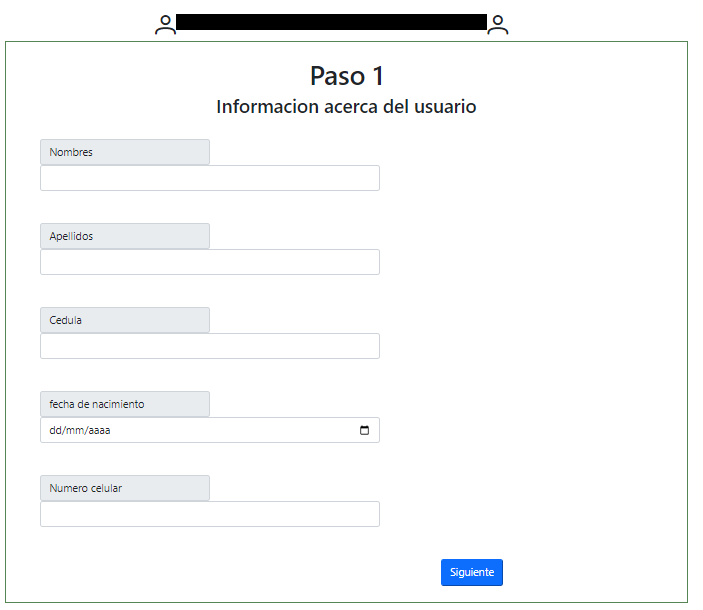 Paso 1
Informacion acerca del usuario
Nombres
Apellidos
Cedula
fecha de nacimiento
dd/mm/aaaa
Numero celular
Siguiente